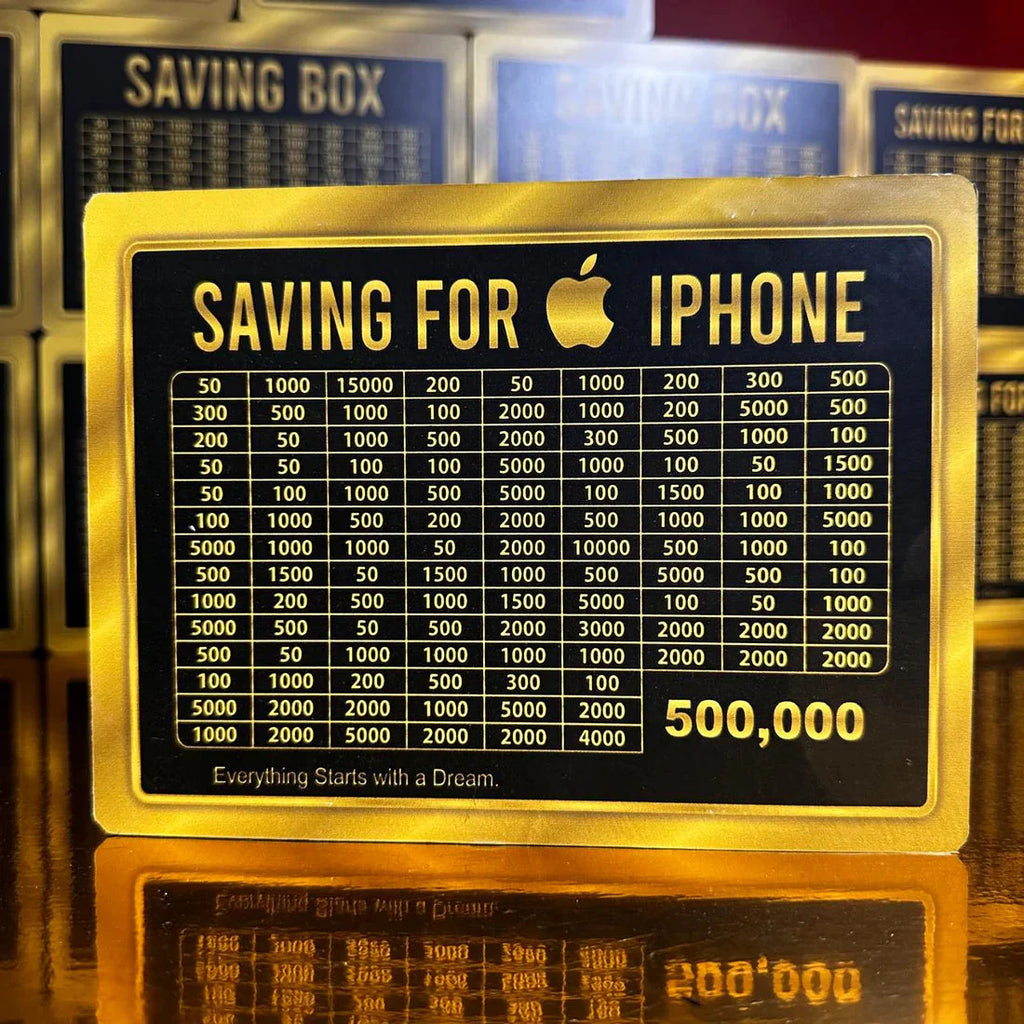 SAVING BOX
SAVING BOX
SAVING FOR
SAVING FOR IPHONE
50 1000 15000 200 50 1000 200 300 500
300 500 1000 100 2000 1000 200 5000 500
200 50 1000 500 2000 300 500 1000 100
50 50 100 100 5000 1000 100 50 1500
50 100 1000 500 5000 100 1500 100 1000
100 1000 500 200 2000 500 1000 1000 5000
5000 1000 1000 50 2000 10000 500 1000 100
500 1500 50 1500 1000 500 5000 500 100
1000 200 500 1000 1500 5000 100 50 1000
5000 500 50 500 2000 3000 2000 2000 2000
500 50 1000 1000 1000 1000 2000 2000 2000
100 1000 200 500 300 100
5000 2000 2000 1000 5000 2000
1000 2000 5000 2000 2000 4000
500,000
Everything Starts with a Dream.